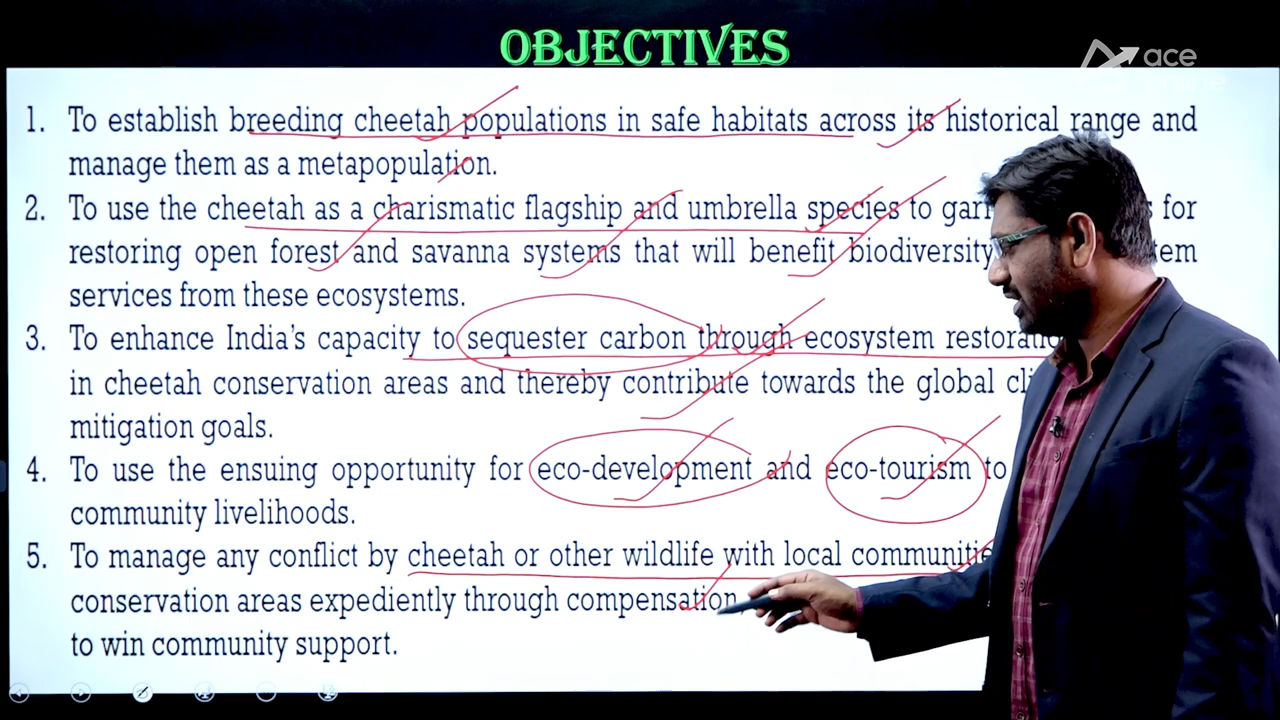 OBJECTIVES
ace
online
1. To establish breeding cheetah populations in safe habitats across its historical range and
manage them as a metapopulation.
2. To use the cheetah as a charismatic flagship and umbrella species to for
restoring open forest and savanna systems that will benefit biodiversity
services from these ecosystems.
3. To enhance India's capacity to sequester carbon through ecosystem
in cheetah conservation areas and thereby contribute towards the global
mitigation goals.
4. To use the ensuing opportunity for eco-development and eco-tourism to
community livelihoods.
5. To manage any conflict by cheetah or other wildlife with local
conservation areas expediently through compensation,
to win community support.